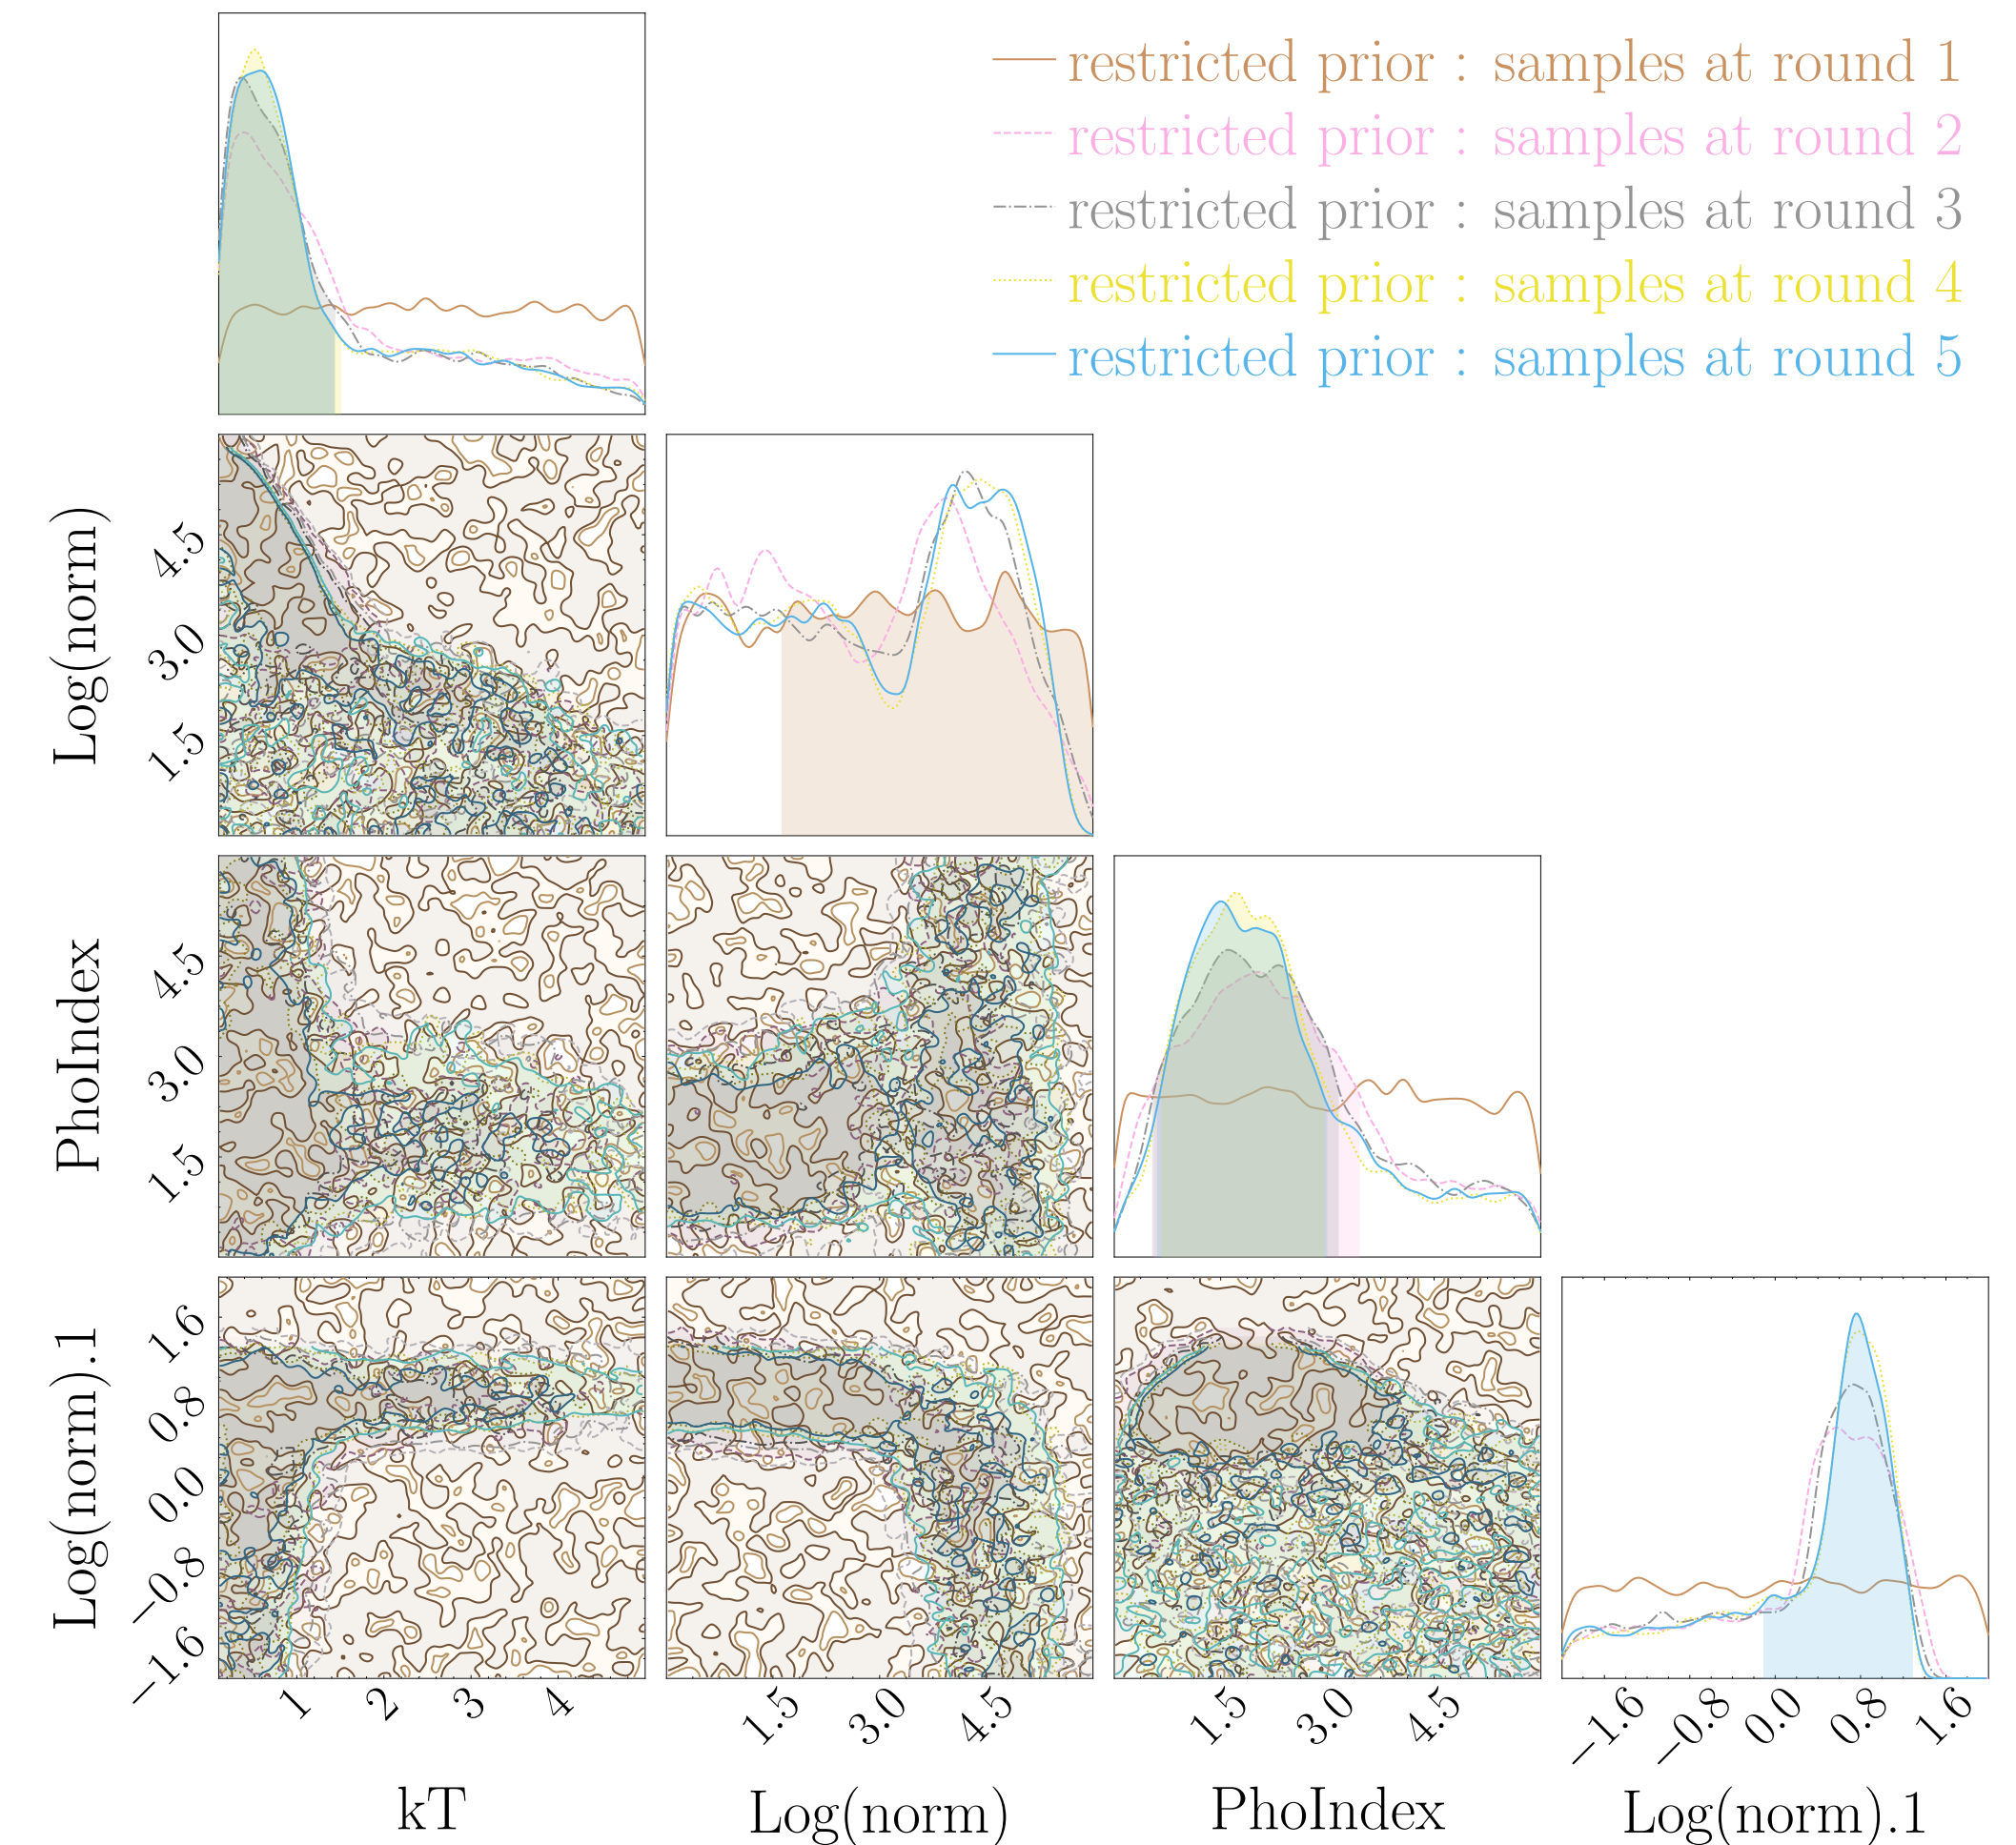 restricted prior : samples at round 1
restricted prior : samples at round 2
restricted prior : samples at round 3
restricted prior : samples at round 4
restricted prior : samples at round 5
Log(norm)
4.5
3.0
1.5
PhoIndex
4.5
3.0
1.5
Log(norm).1
1.6
0.8
0.0
−0.8
−1.6
1 2 3 4
1.5 3.0 4.5
1.5 3.0 4.5
−1.6 −0.8 0.0 0.8 1.6
kT Log(norm) PhoIndex Log(norm).1